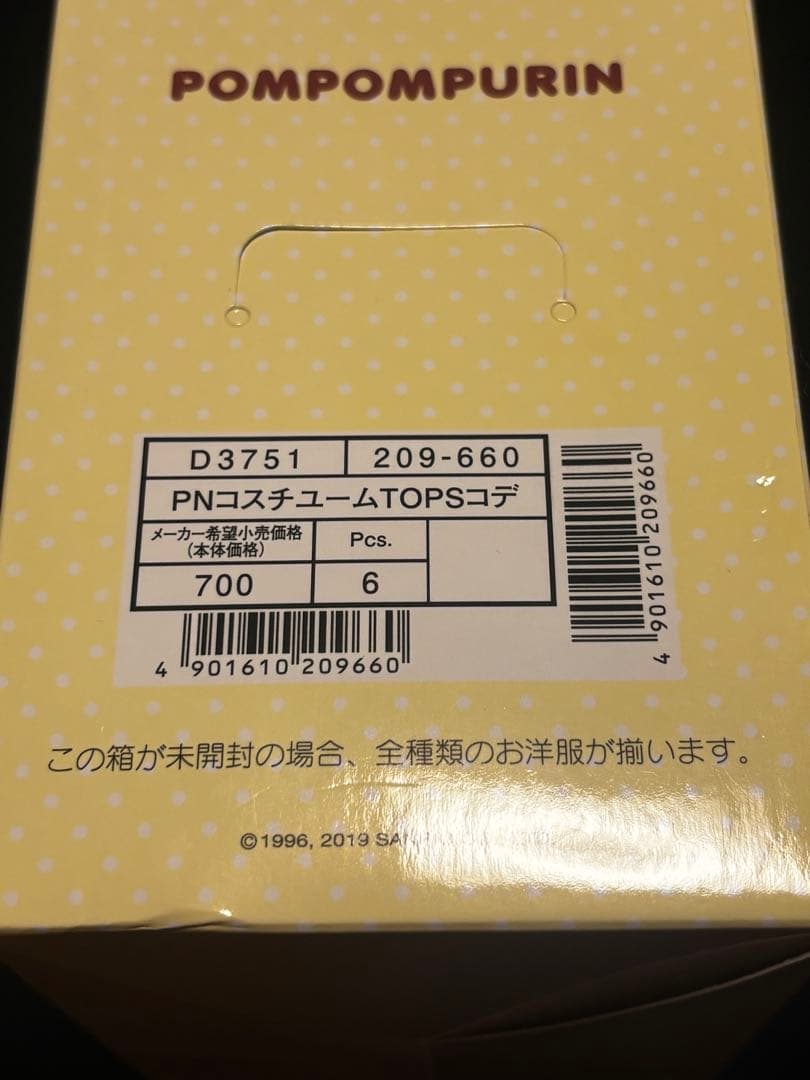 POMPOMPURIN
D3751 209-660
PNコスチュームTOPSコデ
メーカー希望小売価格
(本体価格)
Pcs.
700 6
4 901610 209660
4 901610 209660
この箱が未開封の場合、全種類のお洋服が揃います。
©1996, 2019